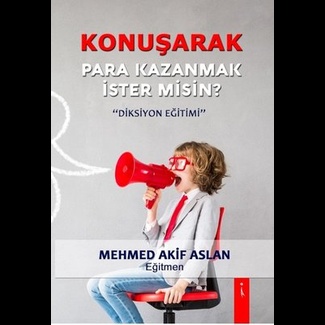 KONUŞARAK
PARA KAZANMAK
İSTER MİSİN?
“DİKSİYON EĞİTİMİ”
MEHMED AKİF ASLAN
Eğitmen